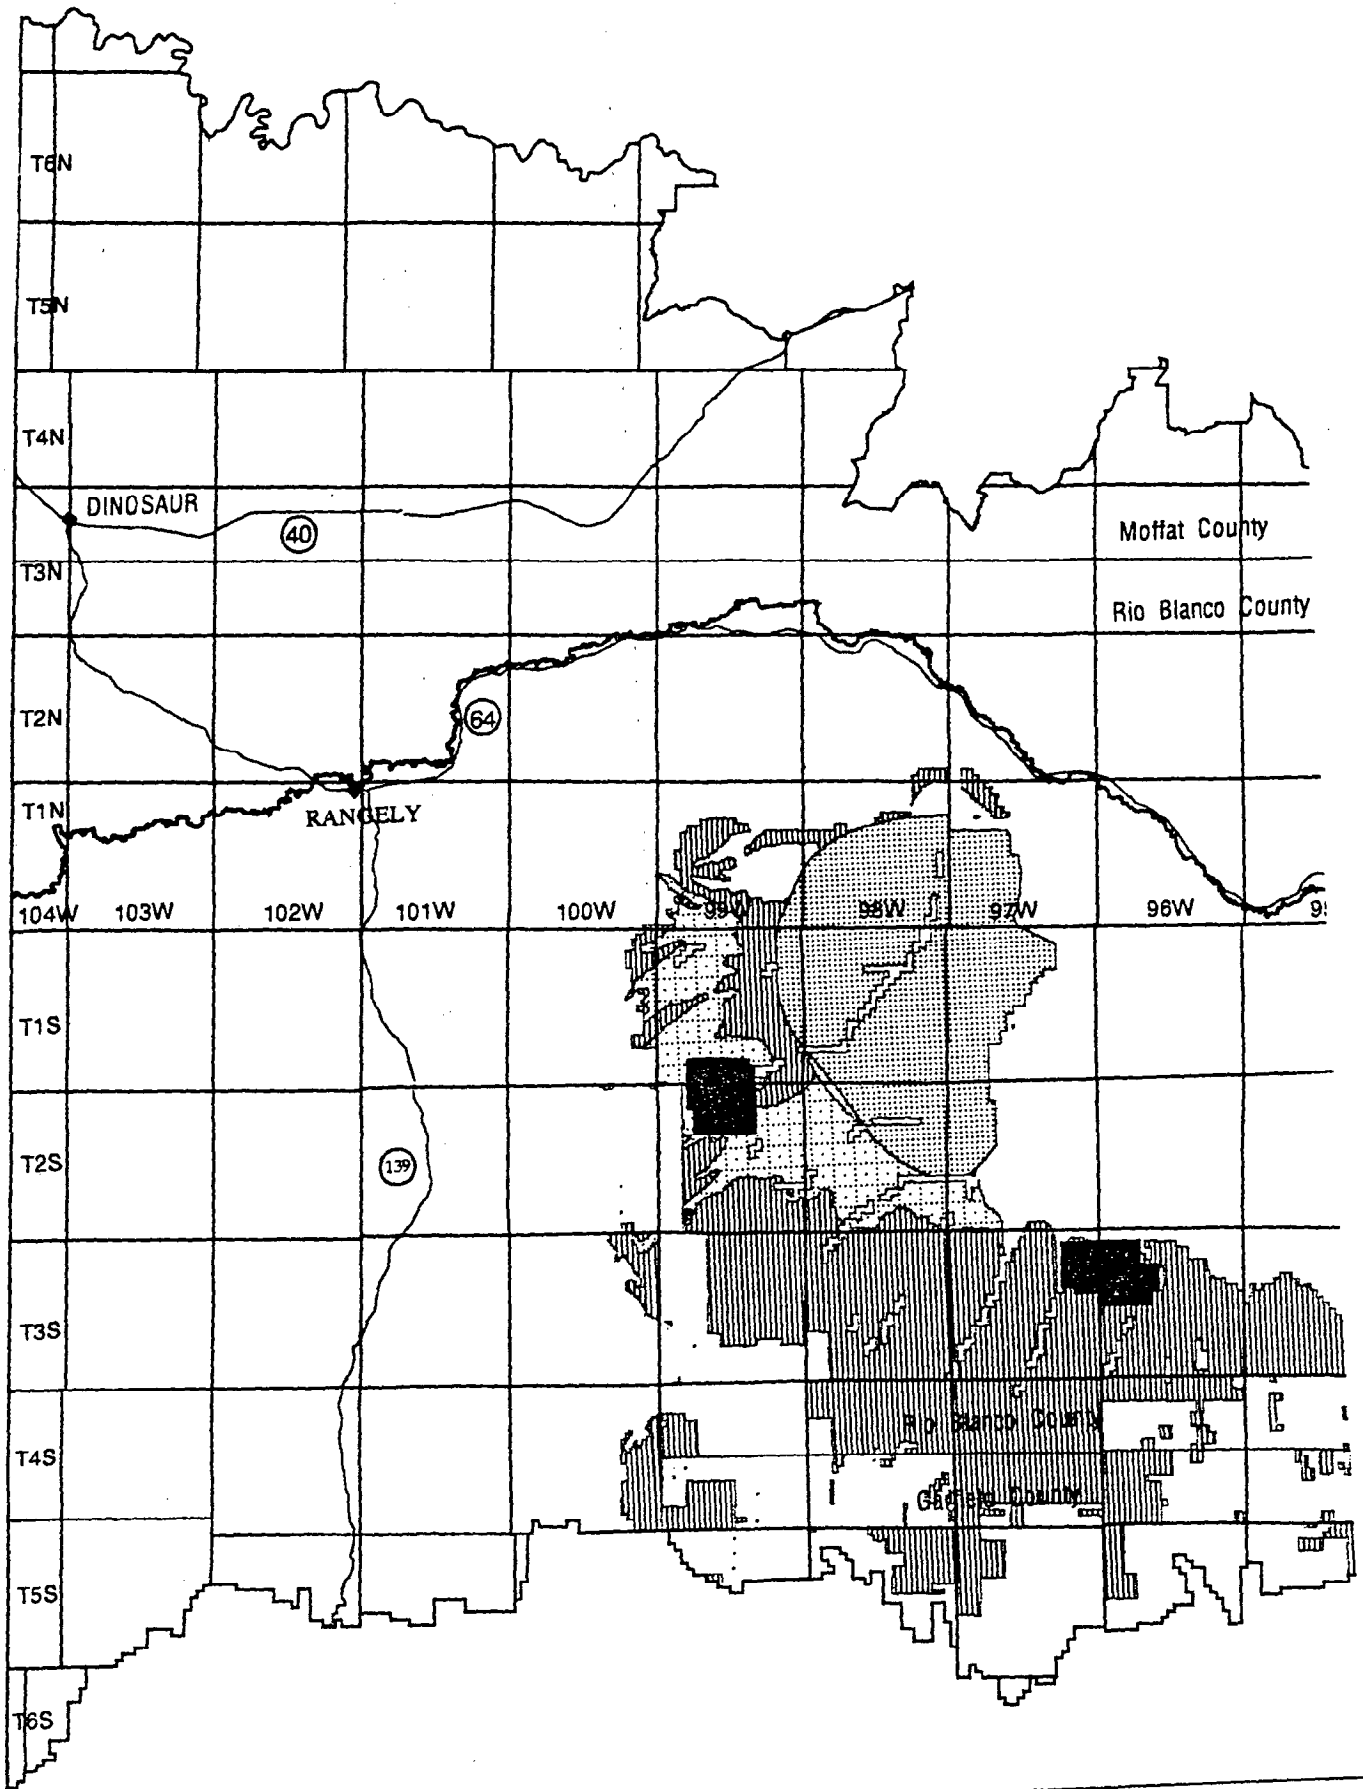 T6N
T5N
T4N
DINOSAUR
40
Moffat County
T3N
Rio Blanco County
T2N
64
T1N
RANGELY
104W 103W 102W 101W 100W 99W 98W 97W 96W
T1S
T2S
139
T3S
Rio Blanco County
T4S
Garfield County
T5S
T6S